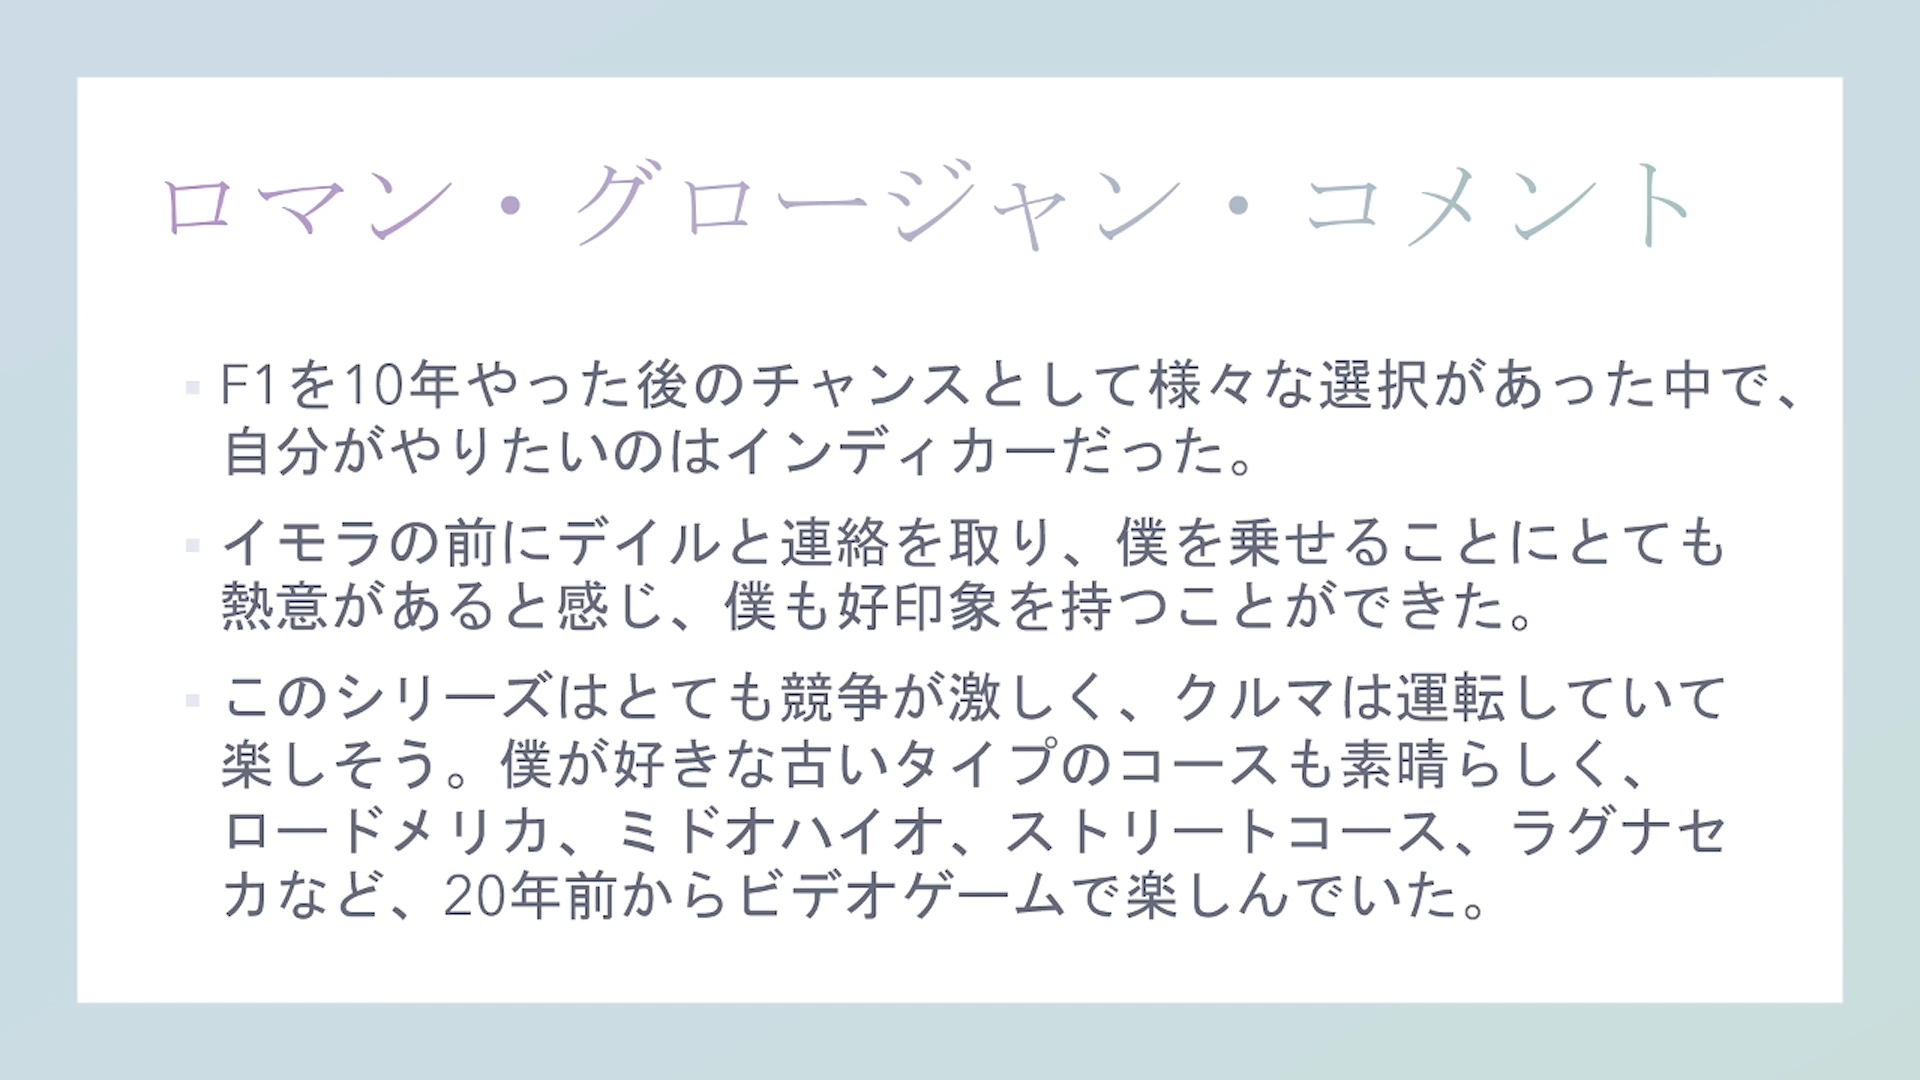 ロマン・グロージャン・コメント
F1を10年やった後のチャンスとして様々な選択があった中で、
自分がやりたいのはインディカーだった。
イモラの前にデイルと連絡を取り、僕を乗せることにとても
熱意があると感じ、僕も好印象を持つことができた。
このシリーズはとても競争が激しく、クルマは運転していて
楽しそう。僕が好きな古いタイプのコースも素晴らしく、
ロードメリカ、ミドオハイオ、ストリートコース、ラグナセ
カなど、20年前からビデオゲームで楽しんでいた。